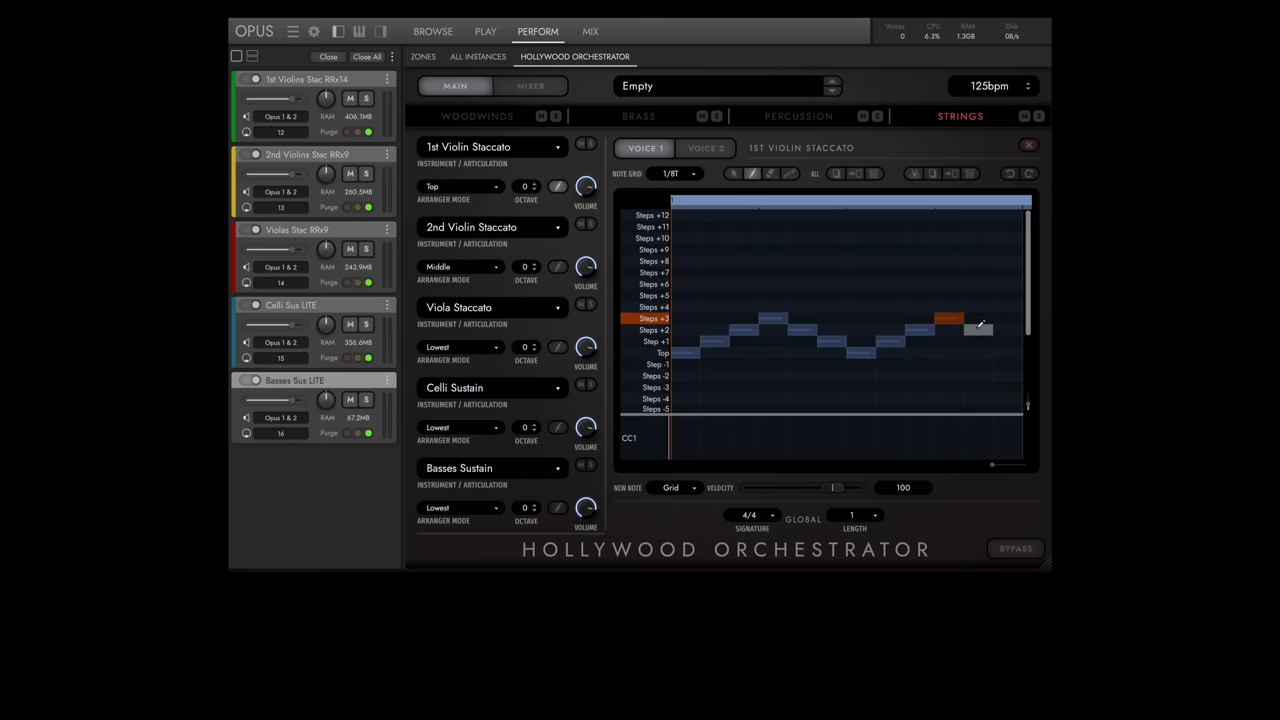 OPUS BROWSE PLAY PERFORM MIX Voices CPU RAM Disk
0 6.3% 1.3GB 0B/s
Close Close All ZONES ALL INSTANCES HOLLYWOOD ORCHESTRATOR
1st Violins Stac RRx14
M S
Opus 1 & 2 RAM 406.1MB
12 Purge
2nd Violins Stac RRx9
M S
Opus 1 & 2 RAM 260.5MB
13 Purge
Violas Stac RRx9
M S
Opus 1 & 2 RAM 243.9MB
14 Purge
Celli Sus LITE
M S
Opus 1 & 2 RAM 356.6MB
15 Purge
Basses Sus LITE
M S
Opus 1 & 2 RAM 67.2MB
16 Purge
MAIN MIXER Empty 125bpm
WOODWINDS M S BRASS M S PERCUSSION M S STRINGS M S
1st Violin Staccato M S
INSTRUMENT / ARTICULATION
Top 0
ARRANGER MODE OCTAVE VOLUME
2nd Violin Staccato M S
INSTRUMENT / ARTICULATION
Middle 0
ARRANGER MODE OCTAVE VOLUME
Viola Staccato M S
INSTRUMENT / ARTICULATION
Lowest 0
ARRANGER MODE OCTAVE VOLUME
Celli Sustain M S
INSTRUMENT / ARTICULATION
Lowest 0
ARRANGER MODE OCTAVE VOLUME
Basses Sustain M S
INSTRUMENT / ARTICULATION
Lowest 0
ARRANGER MODE OCTAVE VOLUME
VOICE 1 VOICE 2 1ST VIOLIN STACCATO
NOTE GRID 1/8T ALL
1
Steps +12
Steps +11
Steps +10
Steps +9
Steps +8
Steps +7
Steps +6
Steps +5
Steps +4
Steps +3
Steps +2
Step +1
Top
Step -1
Steps -2
Steps -3
Steps -4
Steps -5
CC1
NEW NOTE Grid VELOCITY 100
4/4 GLOBAL 1
SIGNATURE LENGTH
HOLLYWOOD ORCHESTRATOR BYPASS